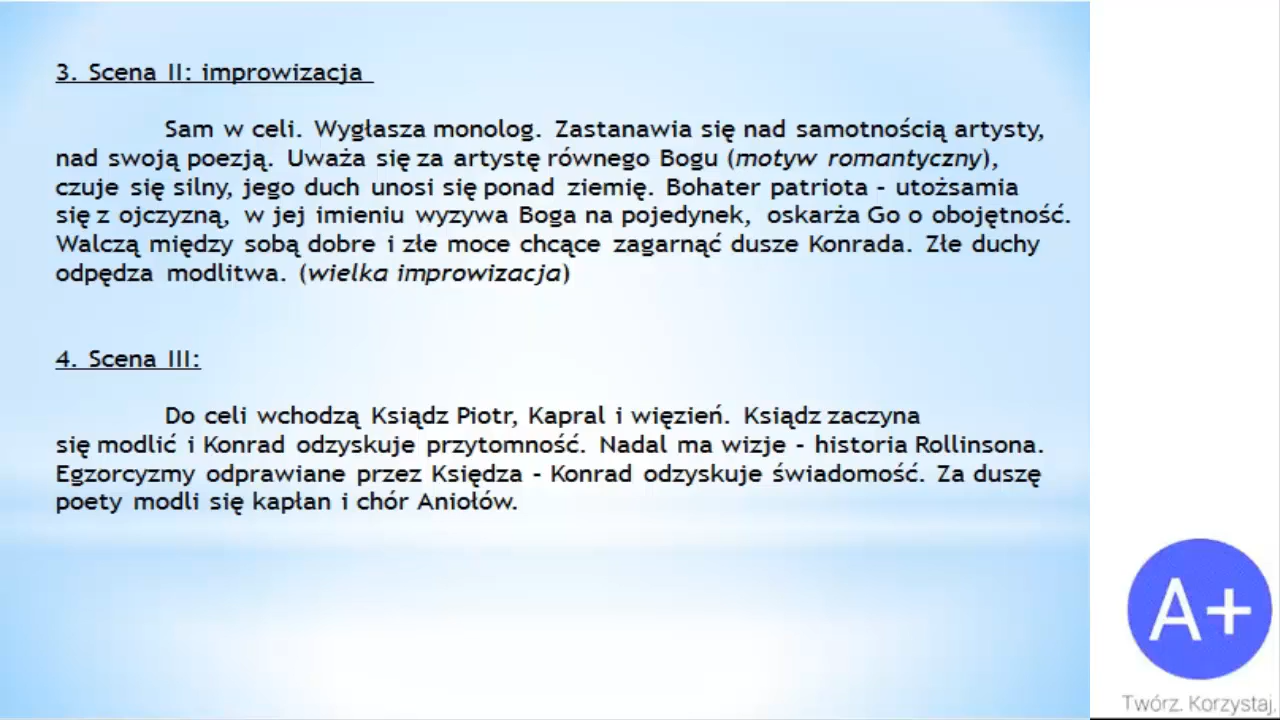 3. Scena II: improwizacja
Sam w celi. Wygłasza monolog. Zastanawia się nad samotnością artysty,
nad swoją poezją. Uważa się za artystę równego Bogu (motyw romantyczny),
czuje się silny, jego duch unosi się ponad ziemię. Bohater patriota - utożsamia
się z ojczyzną, w jej imieniu wyzywa Boga na pojedynek, oskarża Go o obojętność.
Walczą między sobą dobre i złe moce chcące zagarnąć dusze Konrada. Złe duchy
odpędza modlitwa. (wielka improwizacja)
4. Scena III:
Do celi wchodzą Ksiądz Piotr, Kapral i więzień. Ksiądz zaczyna
się modlić i Konrad odzyskuje przytomność. Nadal ma wizje - historia Rollinsona.
Egzorcyzmy odprawiane przez Księdza - Konrad odzyskuje świadomość. Za duszę
poety modli się kapłan i chór Aniołów.
A+
Twórz. Korzystaj.